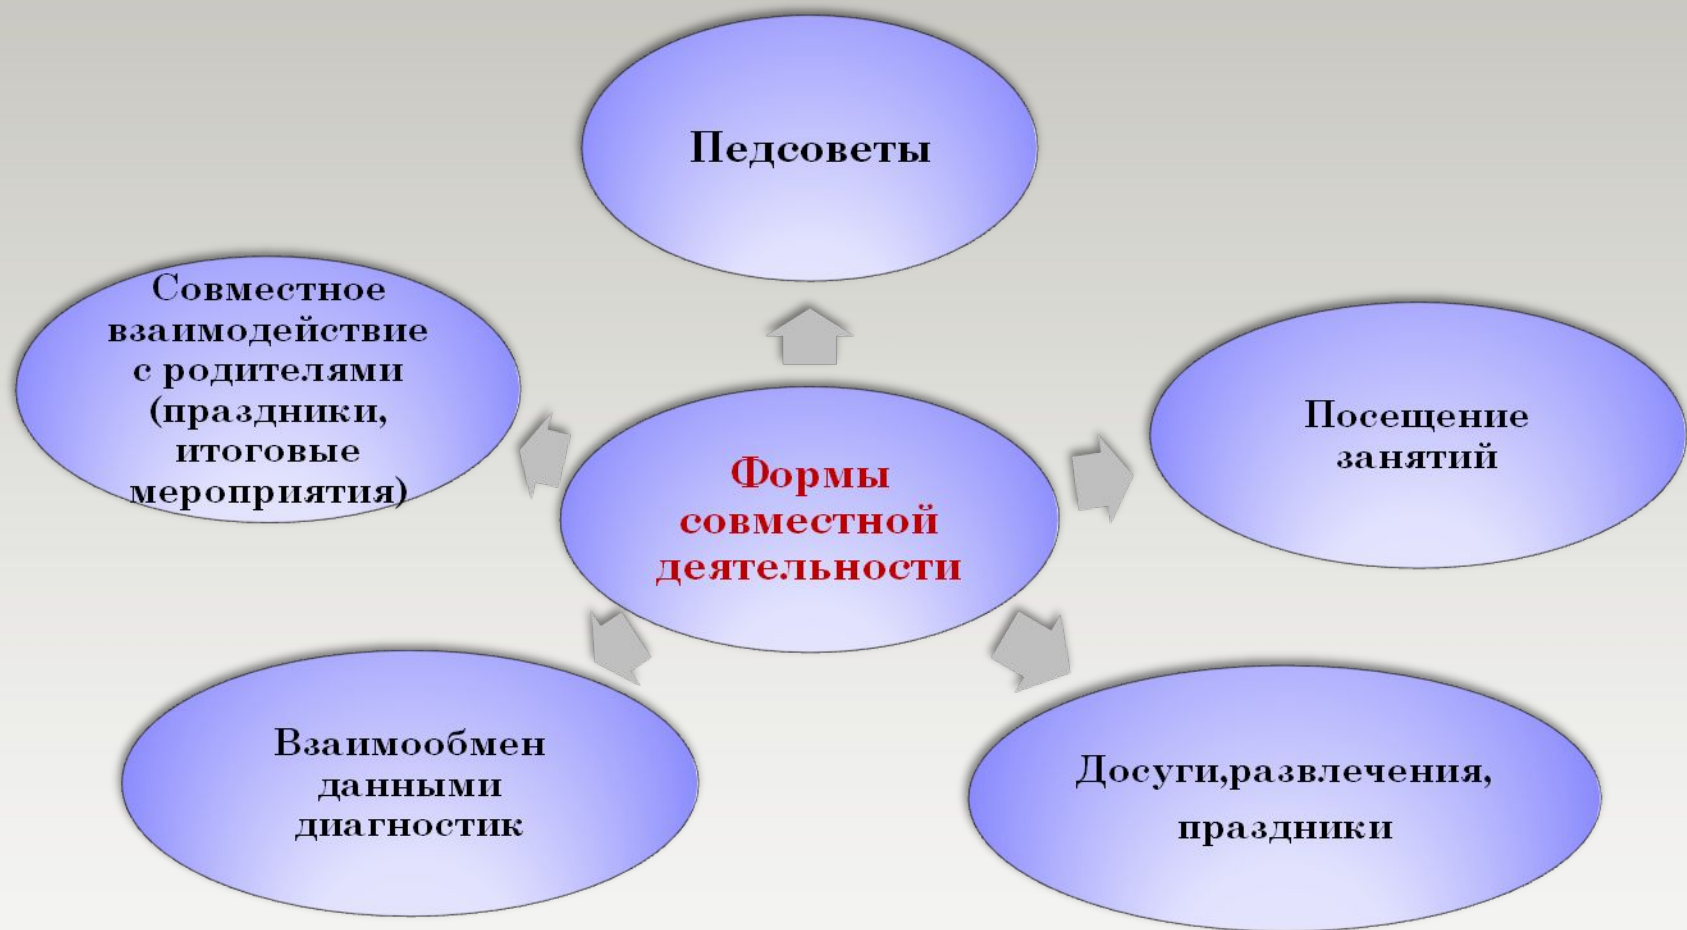 Педсоветы
Совместное
взаимодействие
с родителями
(праздники,
итоговые
мероприятия)
Посещение
занятий
Формы
совместной
деятельности
Взаимообмен
данными
диагностик
Досуги,развлечения,
праздники